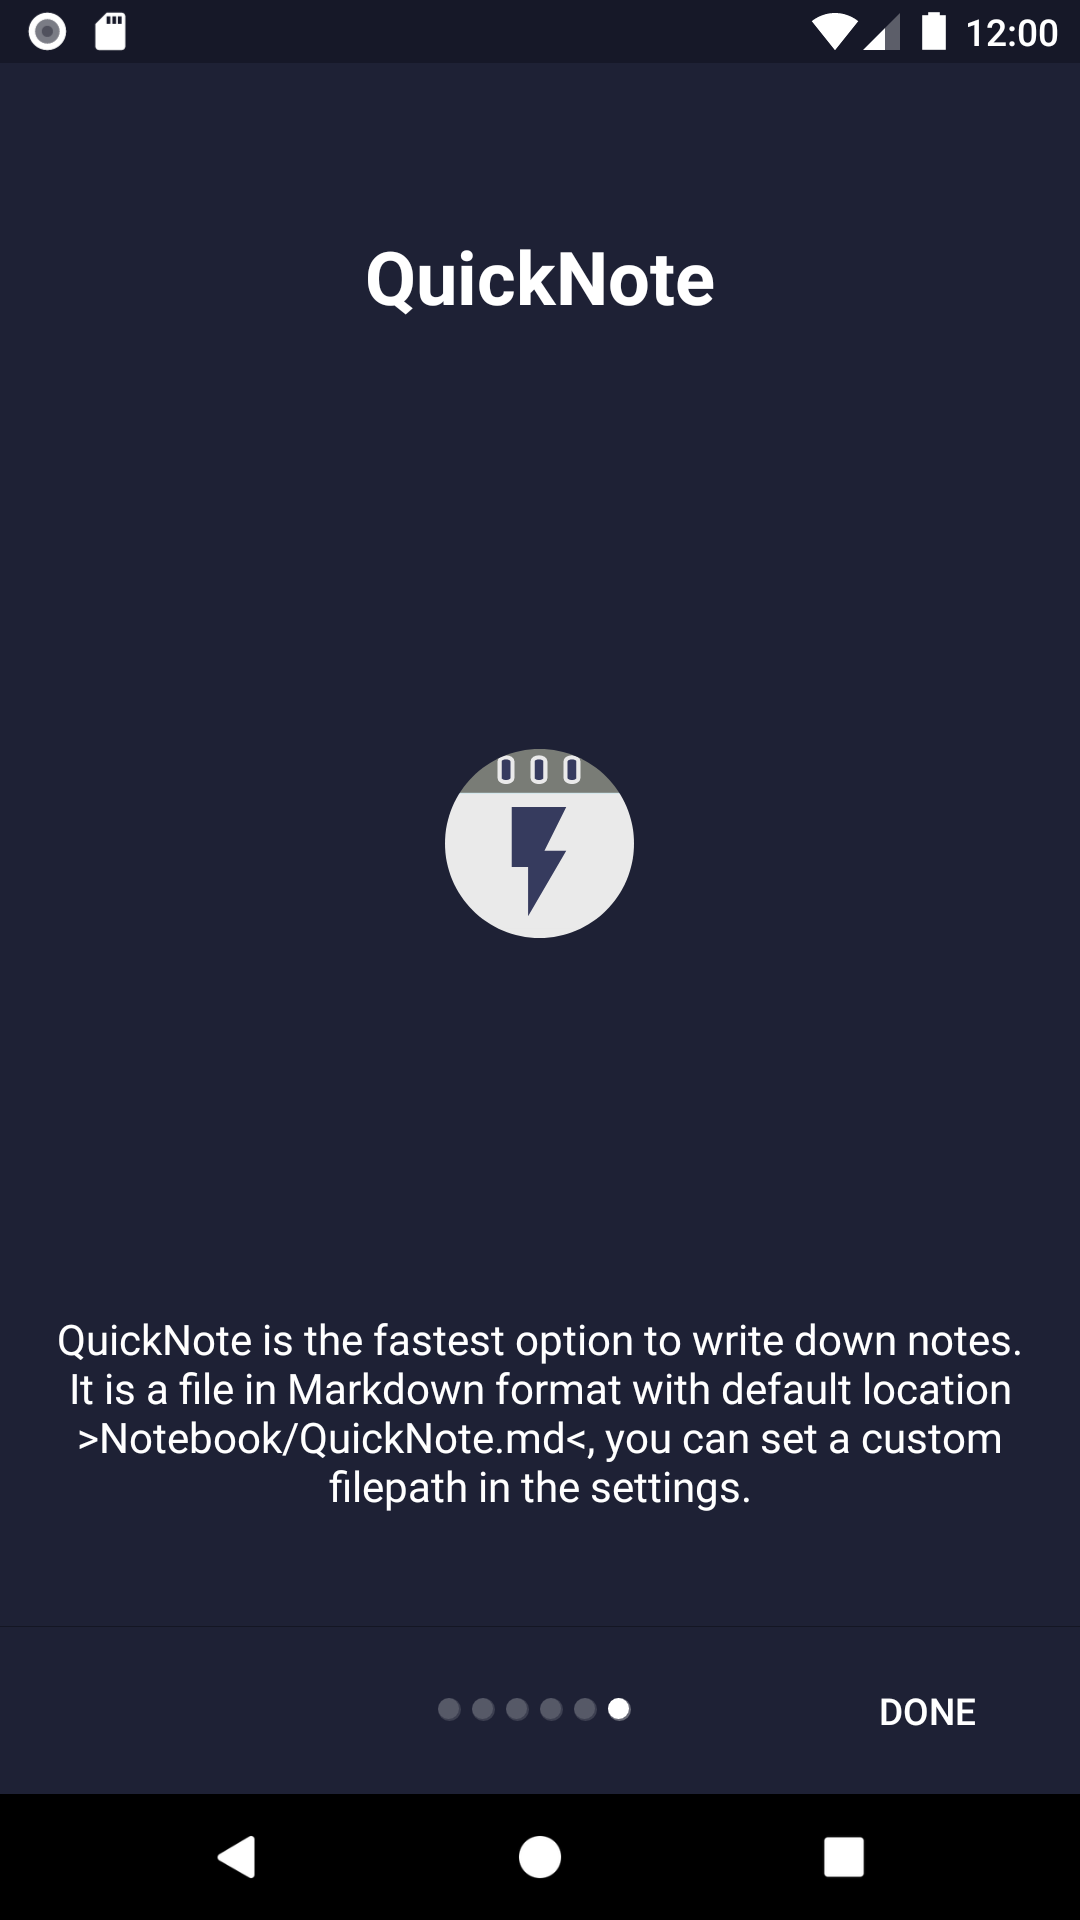 12:00
QuickNote
QuickNote is the fastest option to write down notes.
It is a file in Markdown format with default location
>Notebook/QuickNote.md<, you can set a custom
filepath in the settings.
DONE